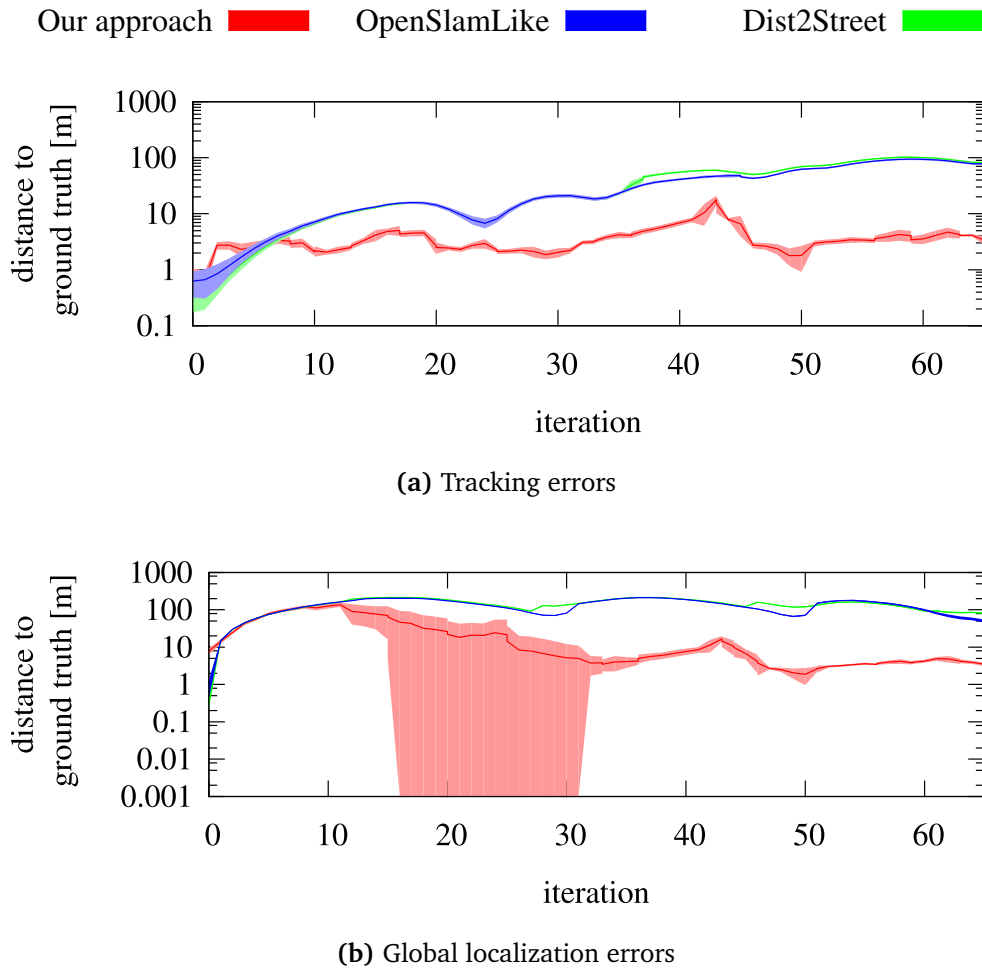 Our approach OpenSlamLike Dist2Street
distance to
ground truth [m]
1000
100
10
1
0.1
0 10 20 30 40 50 60
iteration
(a) Tracking errors
distance to
ground truth [m]
1000
100
10
1
0.1
0.01
0.001
0 10 20 30 40 50 60
iteration
(b) Global localization errors